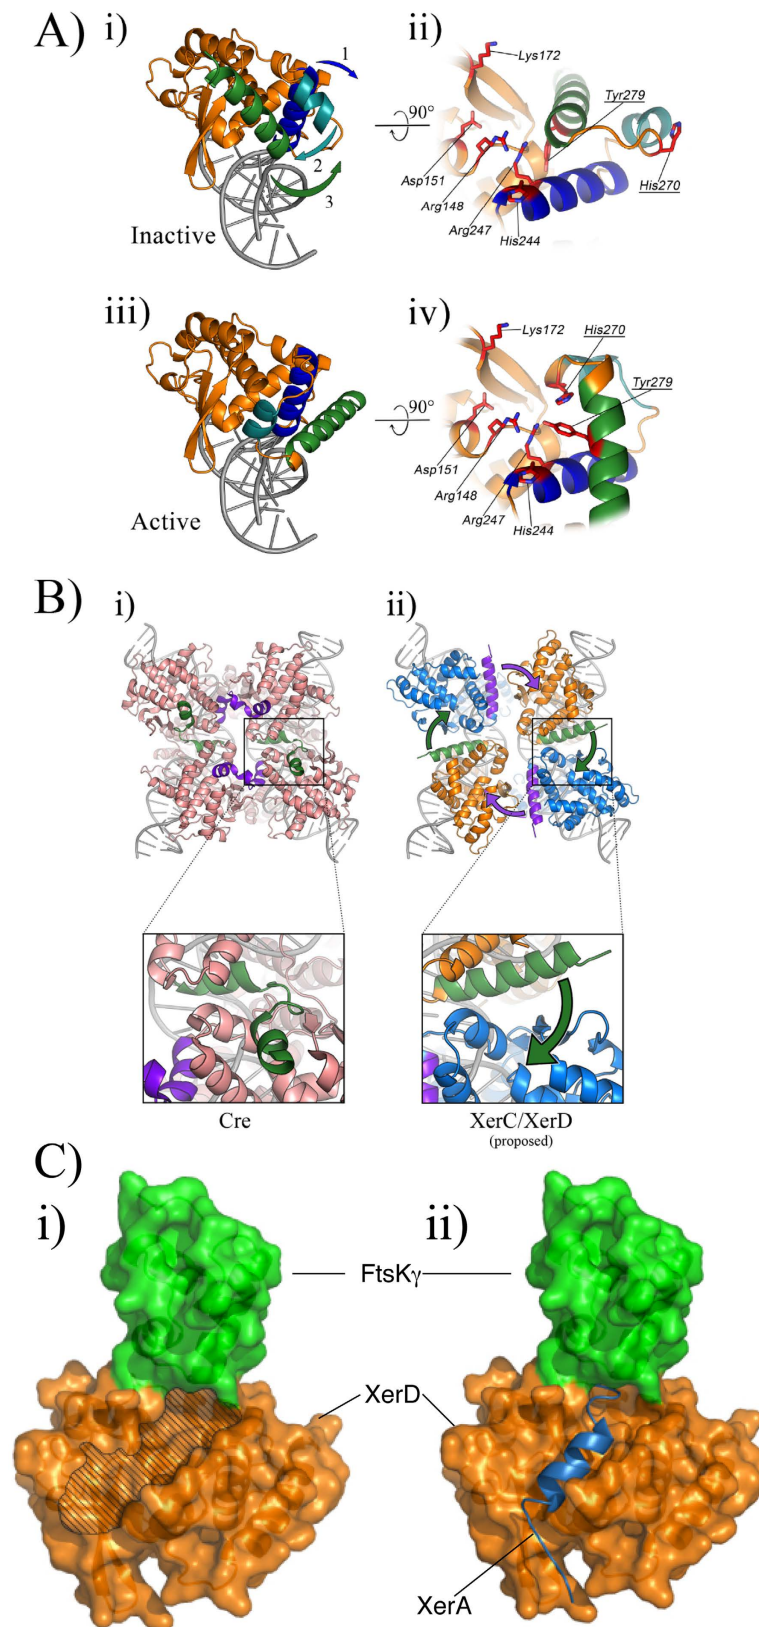 A)
i)
1
2
3
Inactive
90°
ii)
Lys172
Tyr279
Asp151
Arg148
Arg247
His244
His270
iii)
Active
90°
iv)
Lys172
His270
Tyr279
Asp151
Arg148
Arg247
His244
B)
i)
ii)
Cre
XerC/XerD
(proposed)
C)
i)
ii)
FtsKγ
XerD
XerA